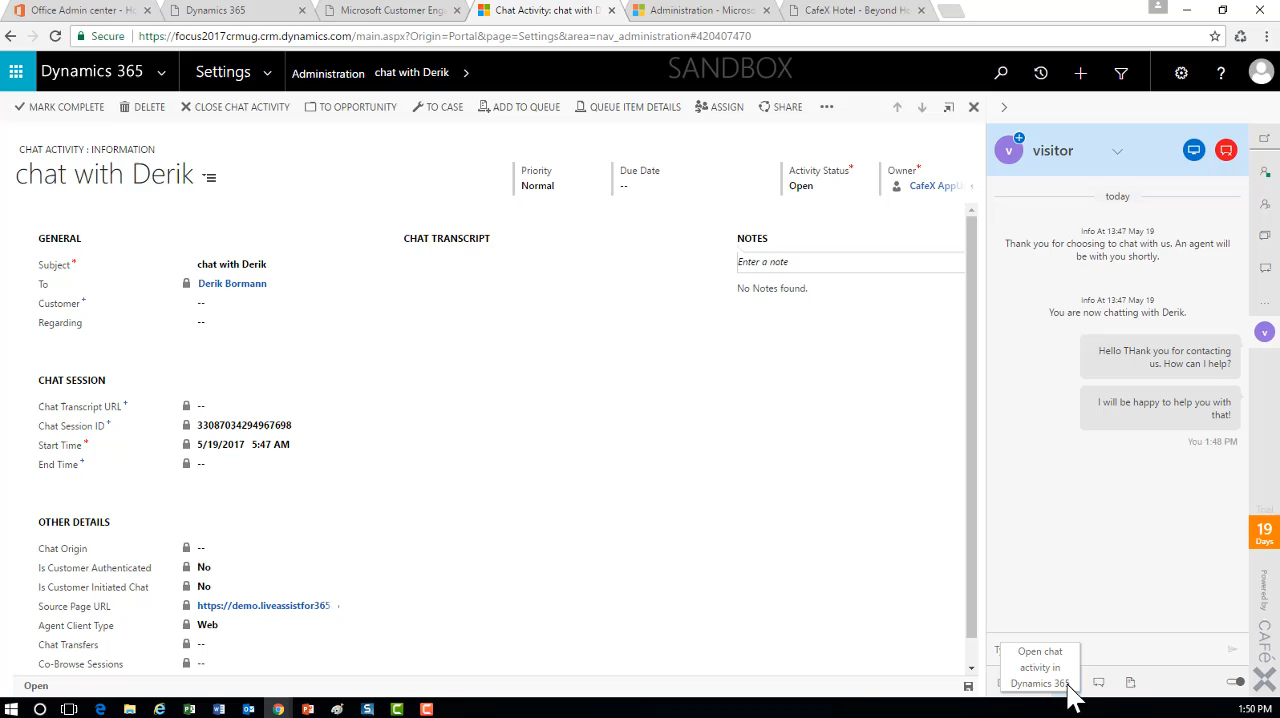 Office Admin center - Ho
Dynamics 365
Microsoft Customer Eng
Chat Activity: chat with D
Administration - Microso
CafeX Hotel - Beyond Ho
Secure
https://focus2017crmug.crm.dynamics.com/main.aspx?Origin=Portal&page=Settings&area=nav_administration#420407470
Dynamics 365
Settings
Administration
chat with Derik
SANDBOX
MARK COMPLETE
DELETE
CLOSE CHAT ACTIVITY
TO OPPORTUNITY
TO CASE
ADD TO QUEUE
QUEUE ITEM DETAILS
ASSIGN
SHARE
CHAT ACTIVITY : INFORMATION
chat with Derik
Priority
Normal
Due Date
--
Activity Status*
Open
Owner*
CafeX AppU
GENERAL
Subject* chat with Derik
To Derik Bormann
Customer+ --
Regarding --
CHAT SESSION
Chat Transcript URL+ --
Chat Session ID+ 33087034294967698
Start Time* 5/19/2017 5:47 AM
End Time+ --
OTHER DETAILS
Chat Origin --
Is Customer Authenticated No
Is Customer Initiated Chat No
Source Page URL https://demo.liveassistfor365
Agent Client Type Web
Chat Transfers --
Co-Browse Sessions --
CHAT TRANSCRIPT
NOTES
Enter a note
No Notes found.
Open
v
visitor
today
Info At 13:47 May 19
Thank you for choosing to chat with us. An agent will
be with you shortly.
Info At 13:47 May 19
You are now chatting with Derik.
Hello THank you for contacting
us. How can I help?
I will be happy to help you with
that!
You 1:48 PM
Open chat
activity in
Dynamics 365
v
Trial
19
Days
Powered by
CAFÉX
1:50 PM